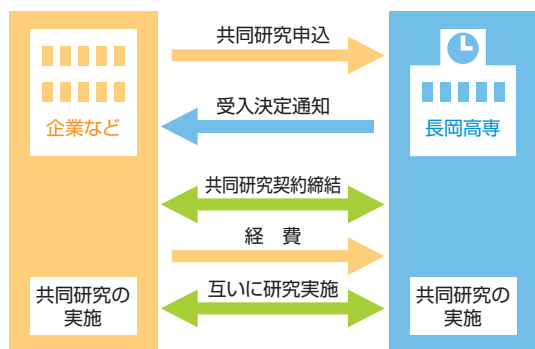 共同研究申込
受入決定通知
企業など
長岡高専
共同研究契約締結
経　費
互いに研究実施
共同研究の
実施
共同研究の
実施